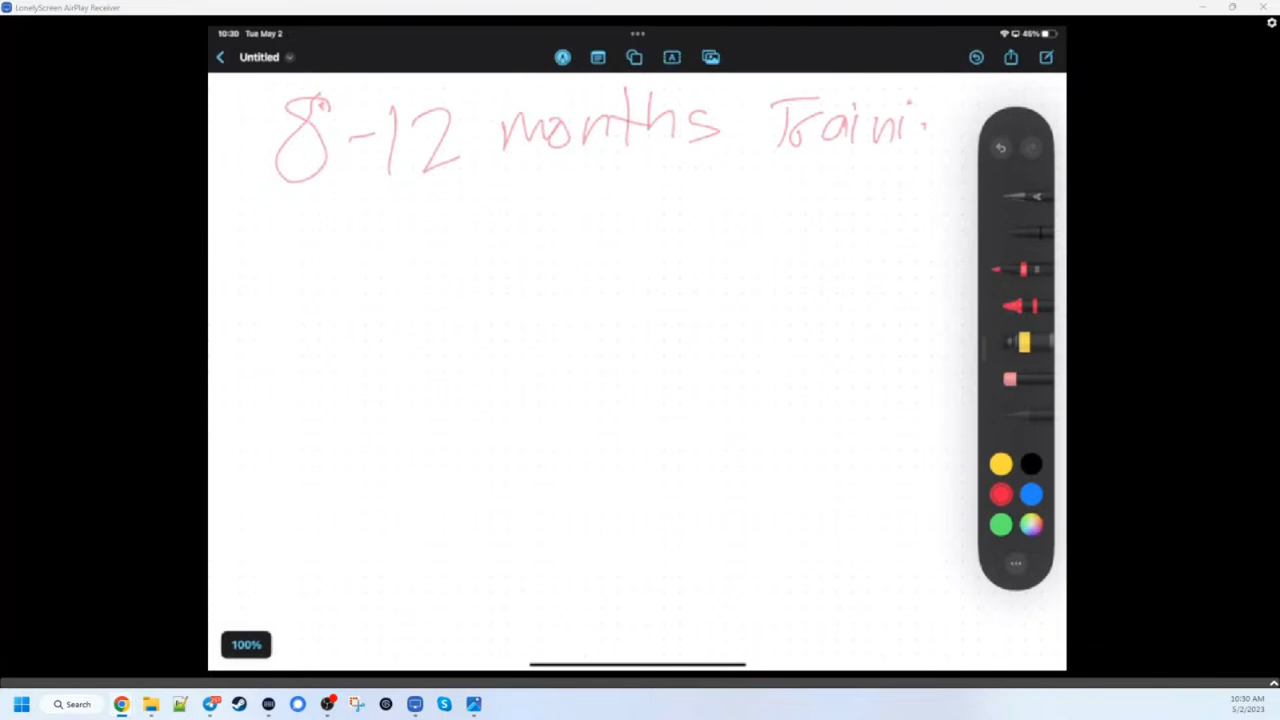 LonelyScreen AirPlay Receiver
10:30 Tue May 2
45%
Untitled
A
8-12 months Traini
100%
Search
10:30 AM
5/2/2023